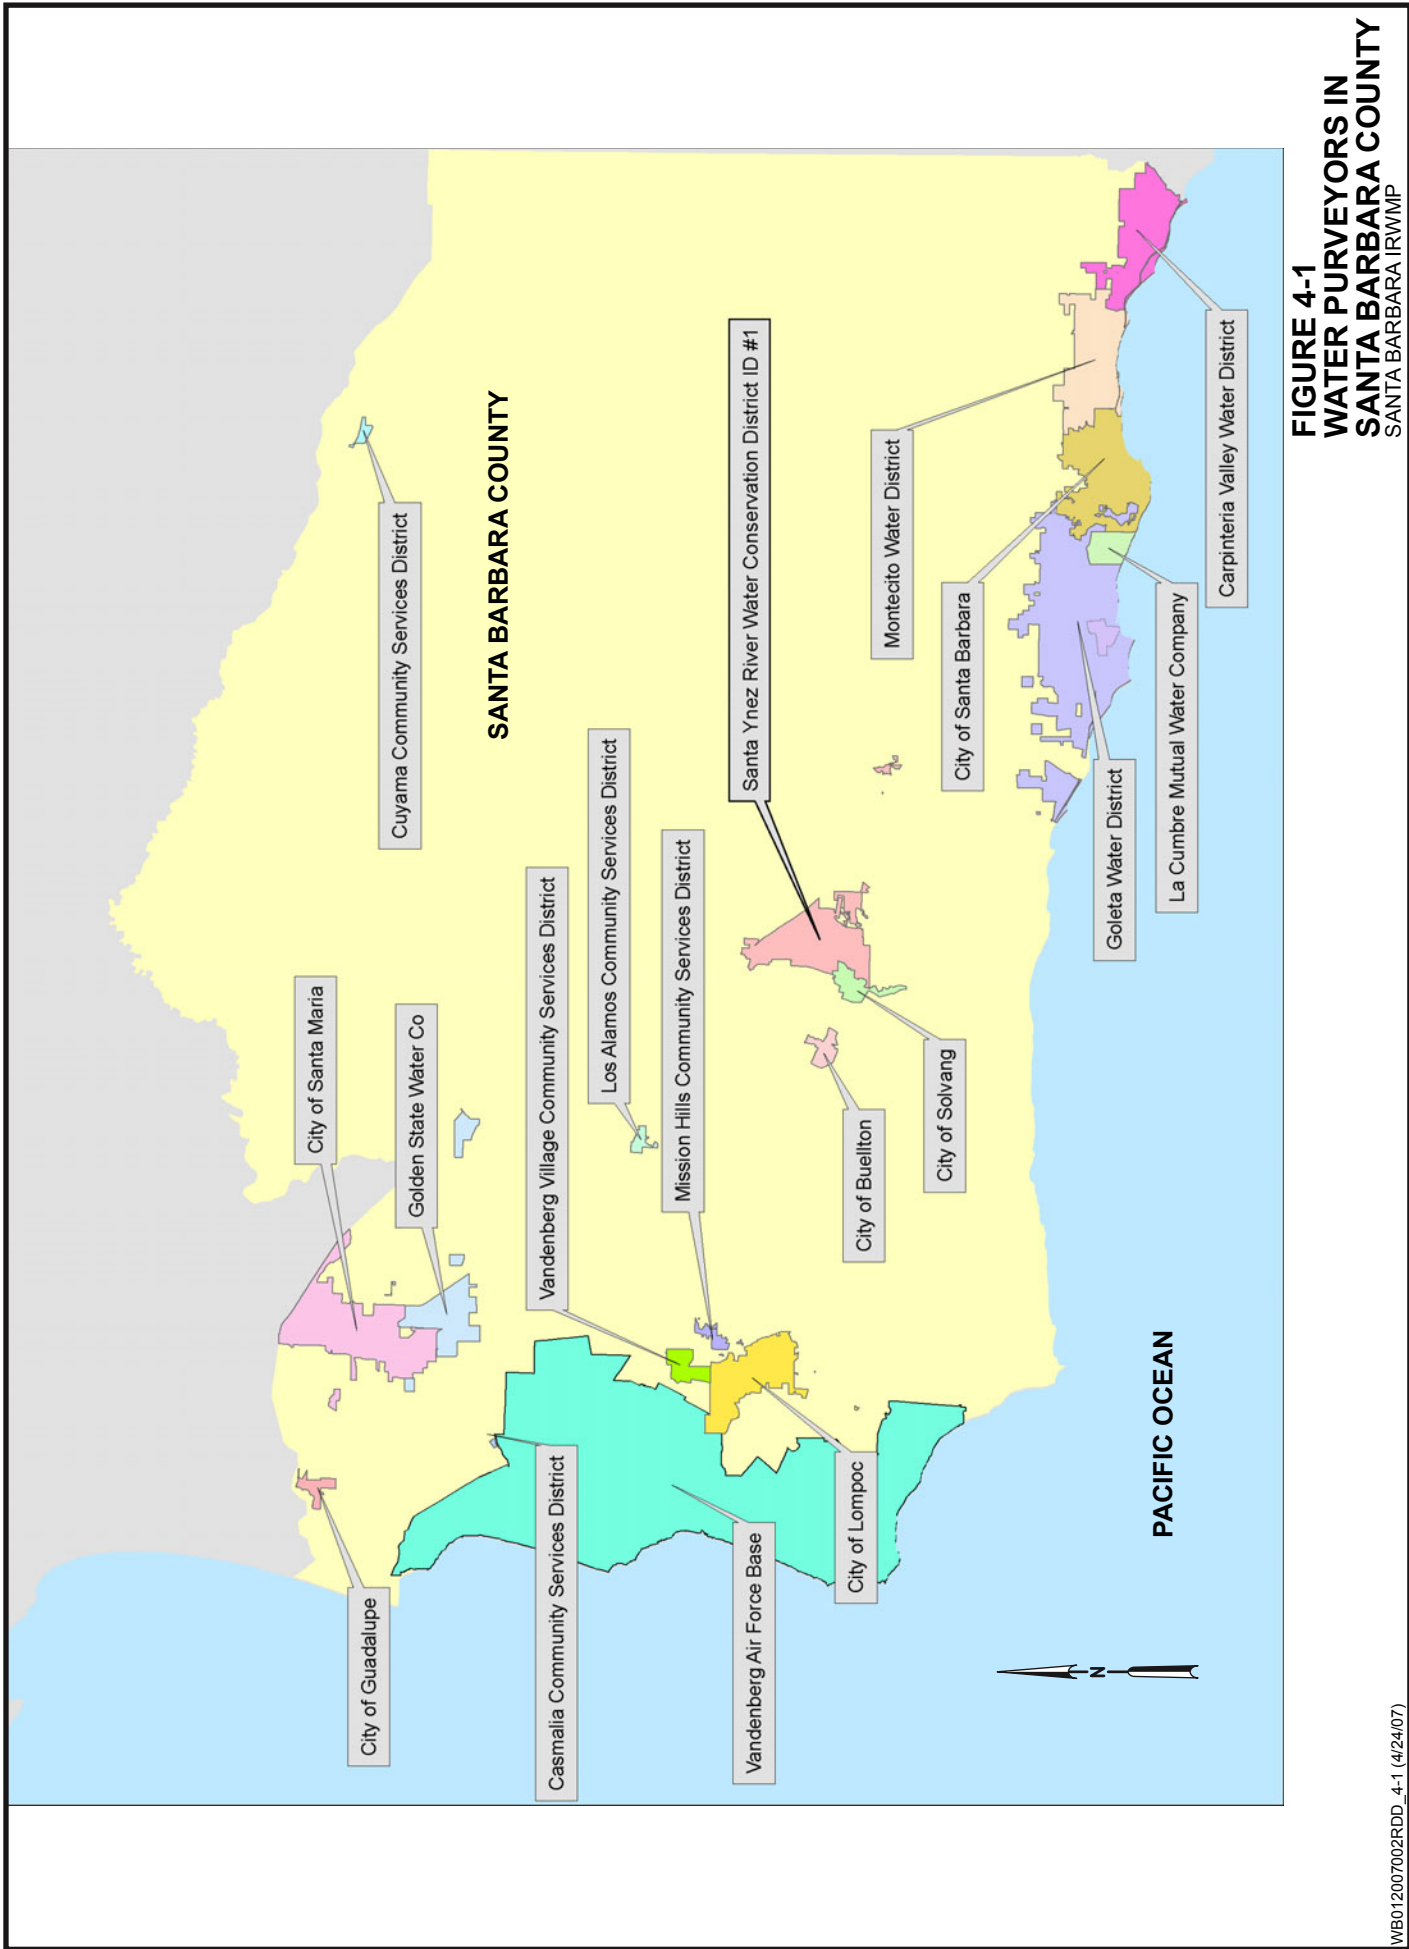 City of Guadalupe
City of Santa Maria
Golden State Water Co
Cuyama Community Services District
SANTA BARBARA COUNTY
Casmalia Community Services District
Vandenberg Village Community Services District
Los Alamos Community Services District
Mission Hills Community Services District
Santa Ynez River Water Conservation District ID #1
Vandenberg Air Force Base
City of Lompoc
City of Buellton
City of Solvang
Montecito Water District
City of Santa Barbara
Goleta Water District
La Cumbre Mutual Water Company
Carpinteria Valley Water District
N
PACIFIC OCEAN
FIGURE 4-1
WATER PURVEYORS IN
SANTA BARBARA COUNTY
SANTA BARBARA IRWMP
WB012007002RDD_4-1 (4/24/07)